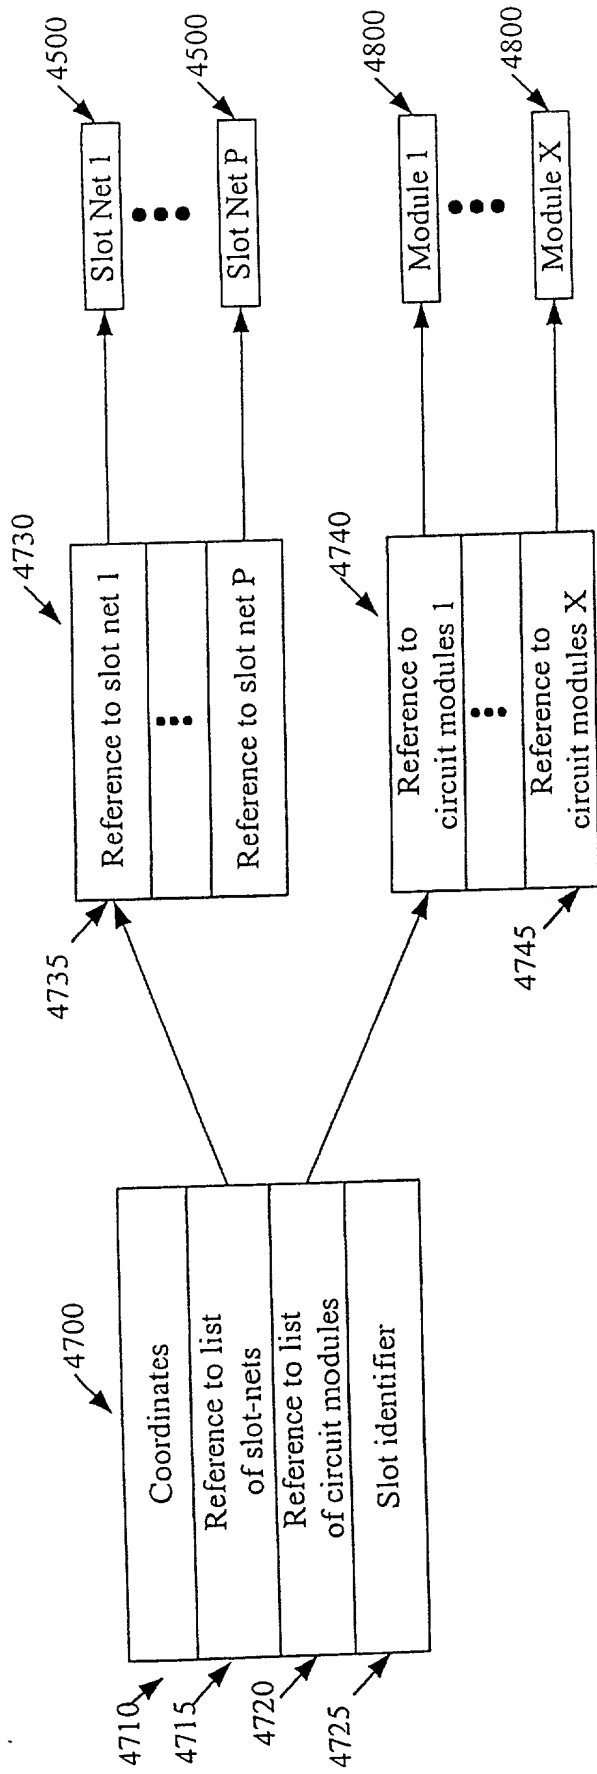 4700
4710
Coordinates
4715
Reference to list
of slot-nets
4720
Reference to list
of circuit modules
4725
Slot identifier
4730
4735
Reference to slot net 1
Reference to slot net P
4740
Reference to
circuit modules 1
4745
Reference to
circuit modules X
4500
Slot Net 1
4500
Slot Net P
4800
Module 1
4800
Module X